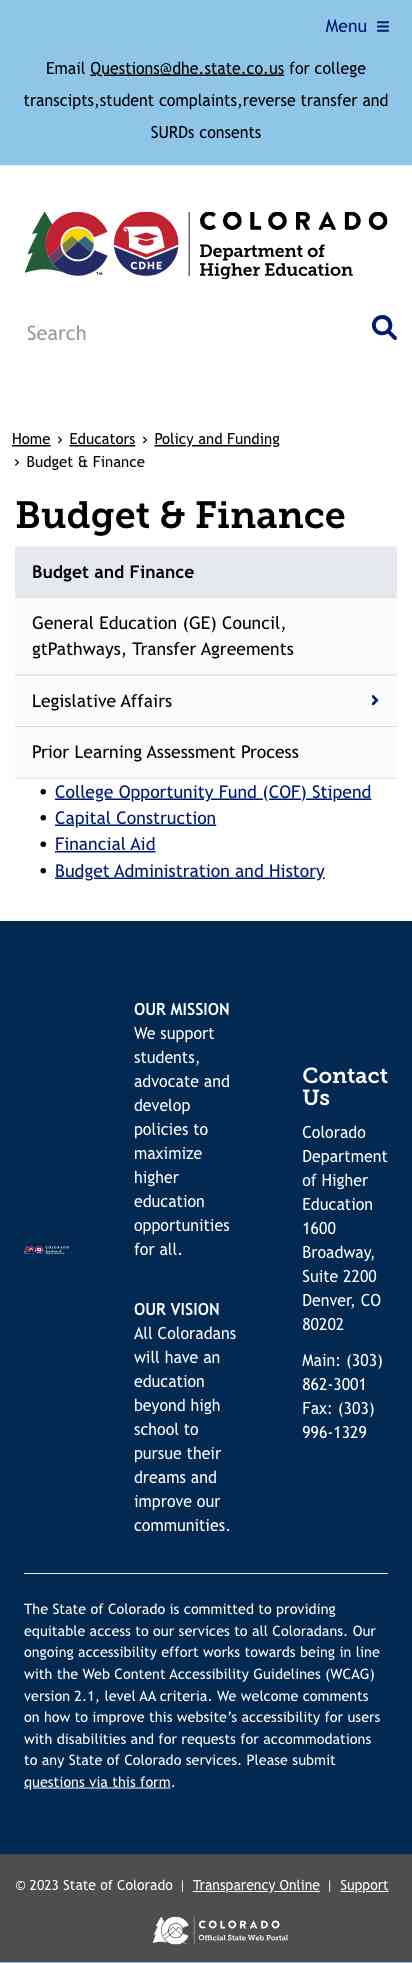 Menu
Email Questions@dhe.state.co.us for college
transcipts,student complaints,reverse transfer and
SURDs consents
CO
TM
CDHE
COLORADO
Department of
Higher Education
Search
Home › Educators › Policy and Funding
› Budget & Finance
Budget & Finance
Budget and Finance
General Education (GE) Council,
gtPathways, Transfer Agreements
Legislative Affairs
Prior Learning Assessment Process
• College Opportunity Fund (COF) Stipend
• Capital Construction
• Financial Aid
• Budget Administration and History
OUR MISSION
We support
students,
advocate and
develop
policies to
maximize
higher
education
opportunities
for all.
OUR VISION
All Coloradans
will have an
education
beyond high
school to
pursue their
dreams and
improve our
communities.
COLORADO
Contact
Us
Colorado
Department
of Higher
Education
1600
Broadway,
Suite 2200
Denver, CO
80202
Main: (303)
862-3001
Fax: (303)
996-1329
The State of Colorado is committed to providing
equitable access to our services to all Coloradans. Our
ongoing accessibility effort works towards being in line
with the Web Content Accessibility Guidelines (WCAG)
version 2.1, level AA criteria. We welcome comments
on how to improve this website's accessibility for users
with disabilities and for requests for accommodations
to any State of Colorado services. Please submit
questions via this form.
© 2023 State of Colorado | Transparency Online | Support
COLORADO
Official State Web Portal